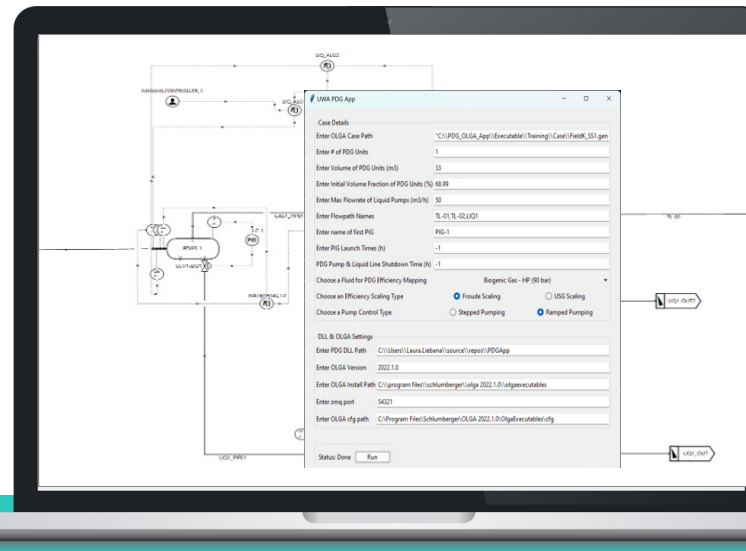 LIQ_ALG2
MANUALCONTROLLER_1
UWA PDG App
Case Details
Enter OLGA Case Path "C:\\PDG_OLGA_App\\Executable\\Training\\Case\\FieldK_SS1.gen
Enter # of PDG Units 1
Enter Volume of PDG Units (m3) 33
Enter Initial Volume Fraction of PDG Units (%) 68.99
Enter Max Flowrate of Liquid Pumps (m3/h) 50
Enter Flowpath Names TL-01,TL-02,LIQ1
Enter name of first PIG PIG-1
Enter PIG Launch Times (h) -1
PDG Pump & Liquid Line Shutdown Time (h) -1
Choose a Fluid for PDG Efficiency Mapping Biogenic Gas - HP (90 bar)
Choose an Efficiency Scaling Type Froude Scaling USG Scaling
Choose a Pump Control Type Stepped Pumping Ramped Pumping
DLL & OLGA Settings
Enter PDG DLL Path C:\\Users\\Laura.Liebana\\source\\repos\\PDGApp
Enter OLGA Version 2022.1.0
Enter OLGA Install Path C:\\program files\\schlumberger\\olga 2022.1.0\\olgaexecutables
Enter zmq port 54321
Enter OLGA cfg path C:\Program Files\Schlumberger\OLGA 2022.1.0\OlgaExecutables\cfg
Status: Done Run
PID
TL-02
LIQ1_OUT2
LIQ1_PIPE1
LIQ1_OUT